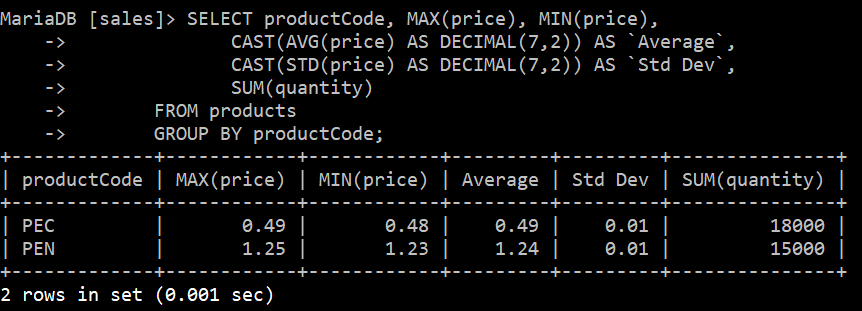 MariaDB [sales]> SELECT productCode, MAX(price), MIN(price),
    ->              CAST(AVG(price) AS DECIMAL(7,2)) AS `Average`,
    ->              CAST(STD(price) AS DECIMAL(7,2)) AS `Std Dev`,
    ->              SUM(quantity)
    ->       FROM products
    ->       GROUP BY productCode;
+-------------+------------+------------+---------+---------+---------------+
| productCode | MAX(price) | MIN(price) | Average | Std Dev | SUM(quantity) |
+-------------+------------+------------+---------+---------+---------------+
| PEC         |       0.49 |       0.48 |    0.49 |    0.01 |         18000 |
| PEN         |       1.25 |       1.23 |    1.24 |    0.01 |         15000 |
+-------------+------------+------------+---------+---------+---------------+
2 rows in set (0.001 sec)